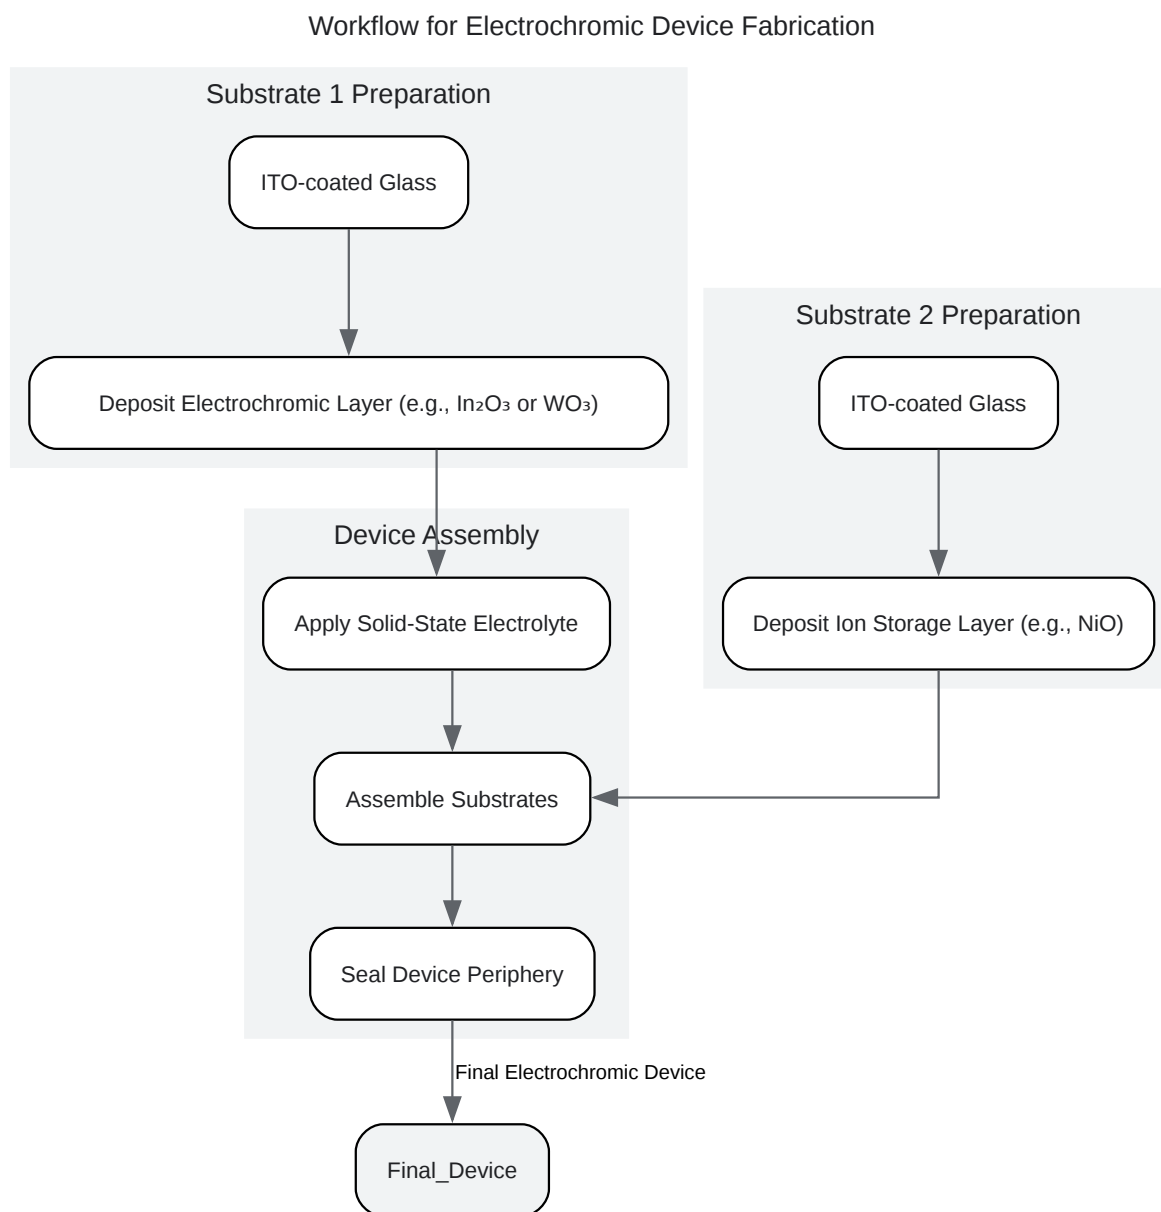 Workflow for Electrochromic Device Fabrication
Substrate 1 Preparation
ITO-coated Glass
Deposit Electrochromic Layer (e.g., In₂O₃ or WO₃)
Substrate 2 Preparation
ITO-coated Glass
Deposit Ion Storage Layer (e.g., NiO)
Device Assembly
Apply Solid-State Electrolyte
Assemble Substrates
Seal Device Periphery
Final Electrochromic Device
Final_Device